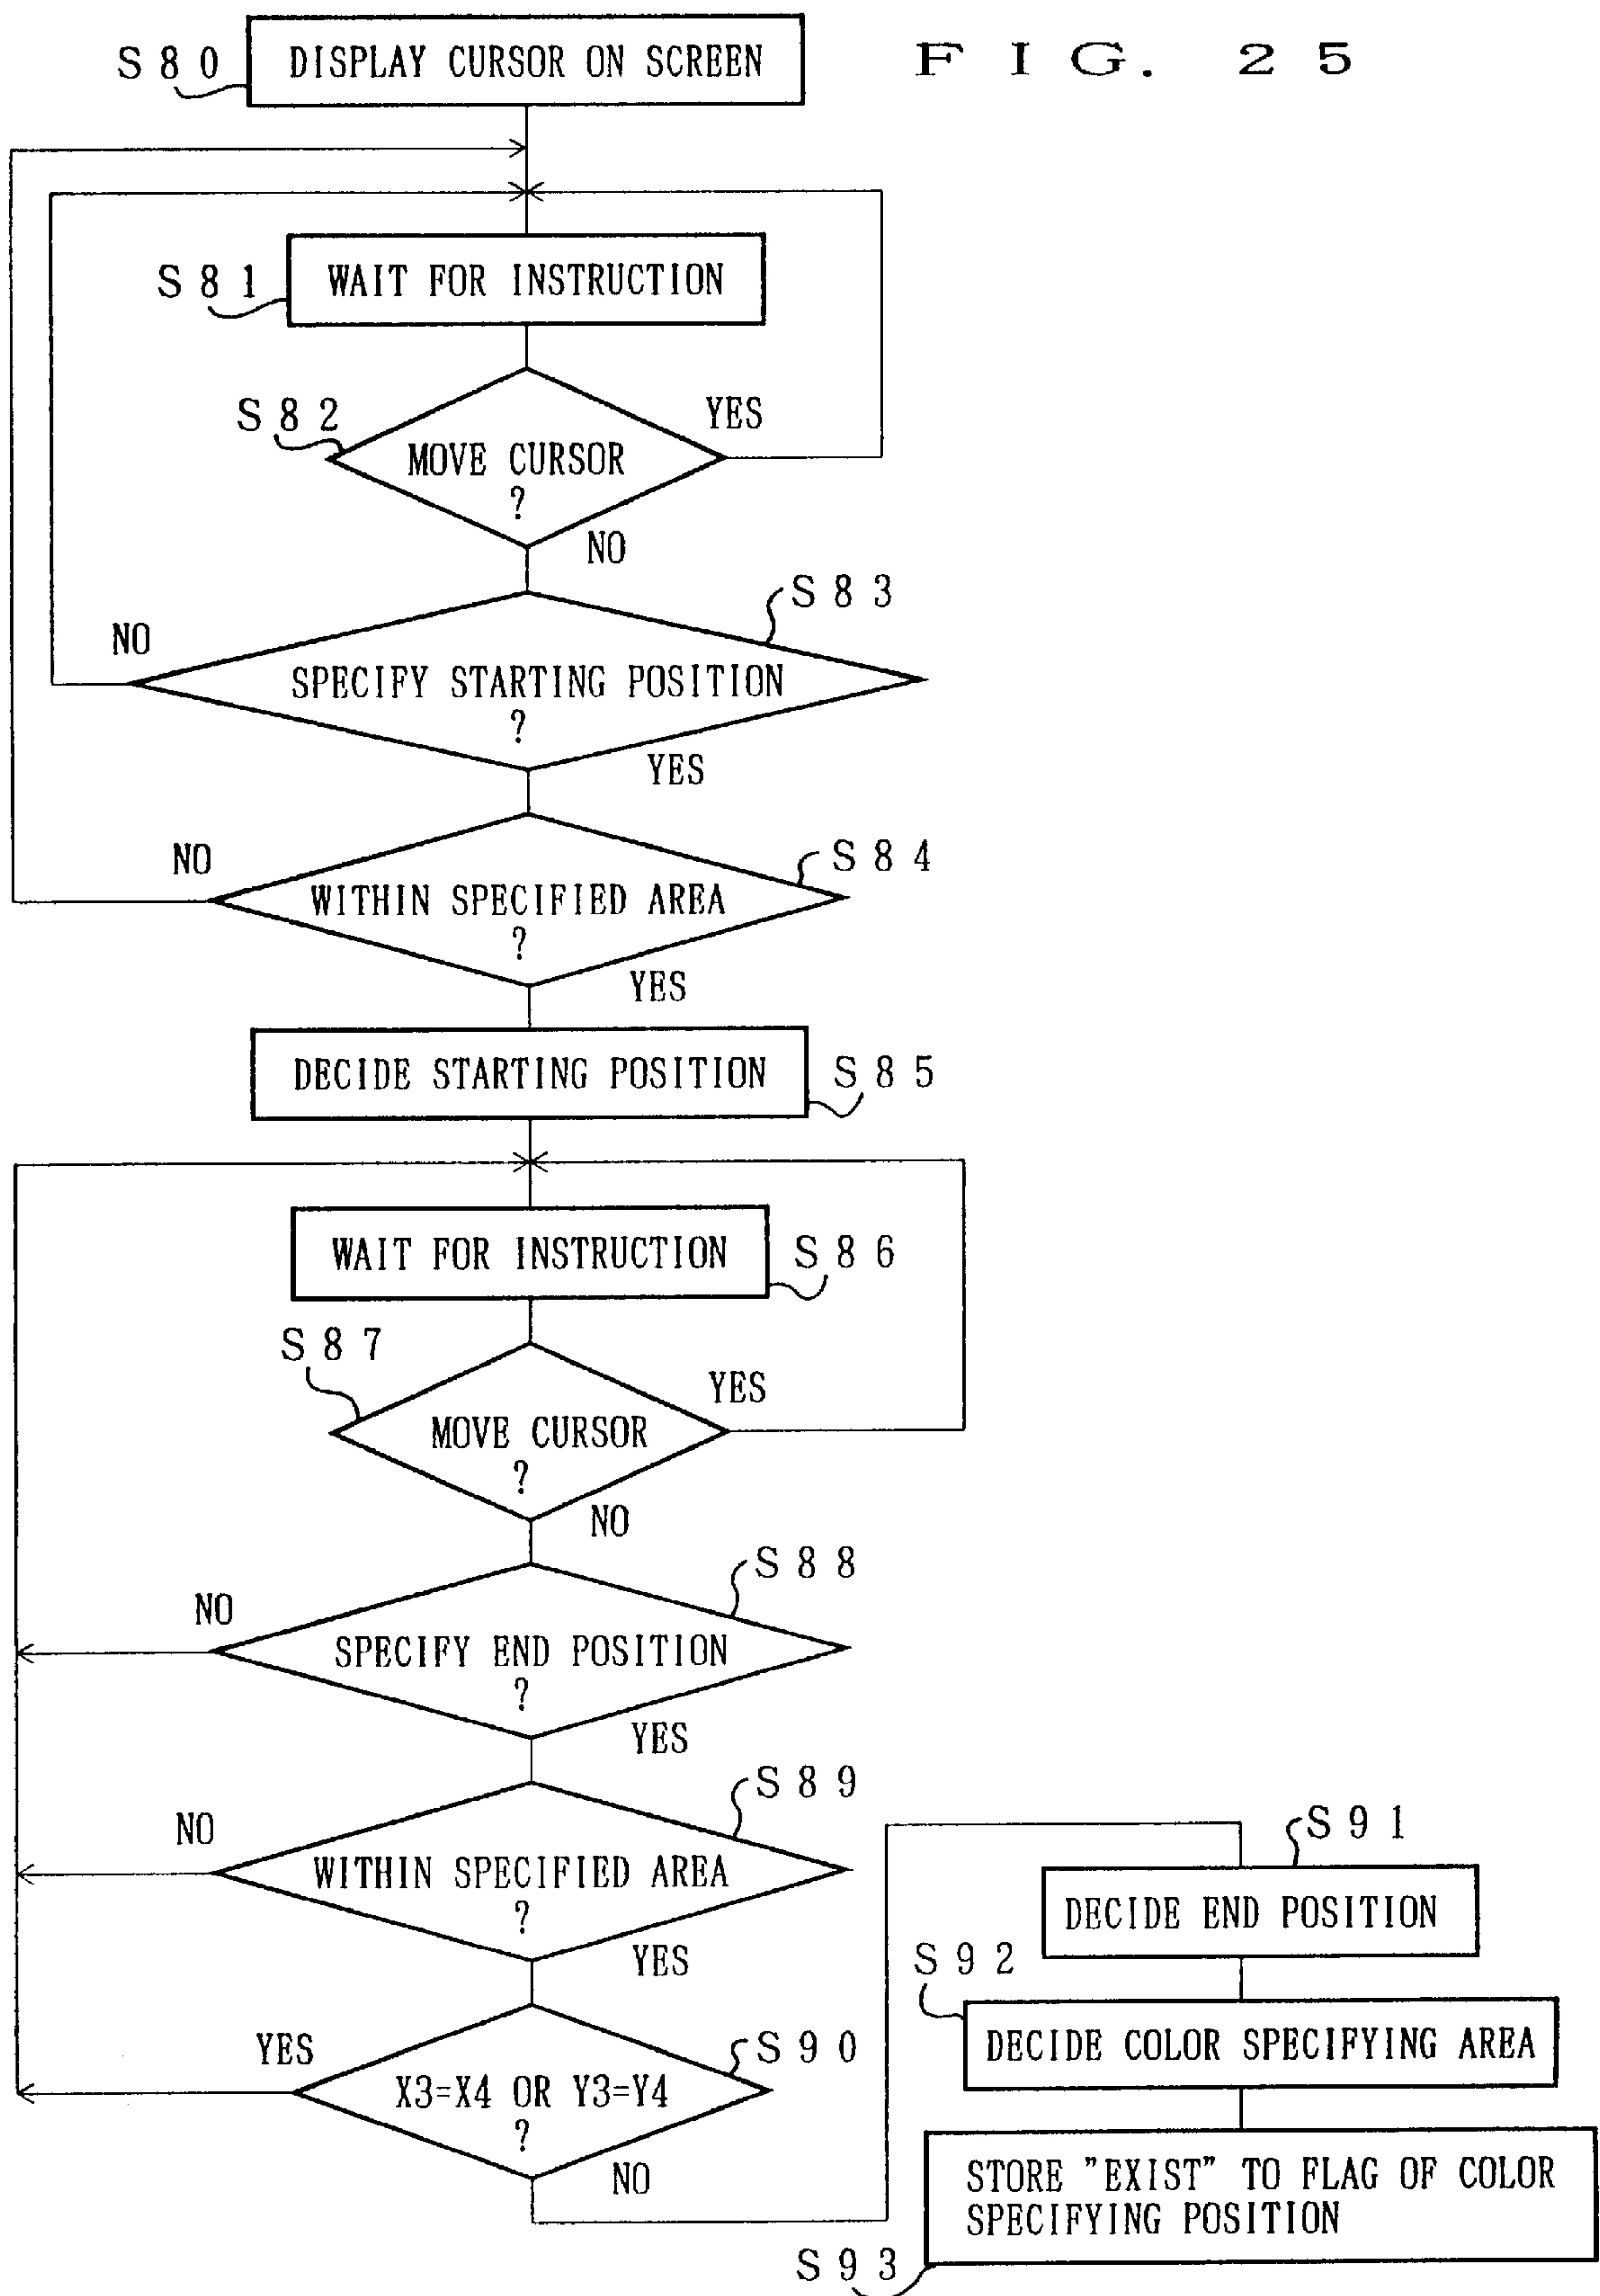 FIG. 25
S80
DISPLAY CURSOR ON SCREEN
S81
WAIT FOR INSTRUCTION
S82
YES
MOVE CURSOR
?
NO
S83
NO
SPECIFY STARTING POSITION
?
YES
S84
NO
WITHIN SPECIFIED AREA
?
YES
DECIDE STARTING POSITION
S85
WAIT FOR INSTRUCTION
S86
S87
YES
MOVE CURSOR
?
NO
S88
NO
SPECIFY END POSITION
?
YES
S89
NO
WITHIN SPECIFIED AREA
?
YES
S90
YES
X3=X4 OR Y3=Y4
?
NO
S91
DECIDE END POSITION
S92
DECIDE COLOR SPECIFYING AREA
STORE "EXIST" TO FLAG OF COLOR
SPECIFYING POSITION
S93